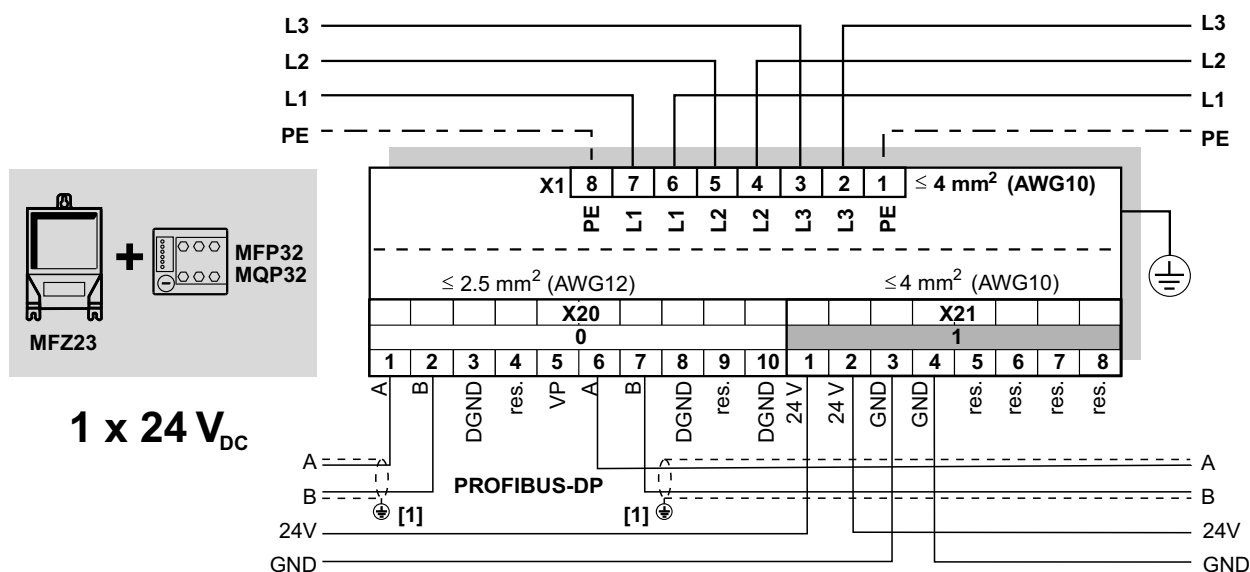 L3 L3
L2 L2
L1 L1
PE PE
X1 8 7 6 5 4 3 2 1 ≤ 4 mm² (AWG10)
PE L1 L1 L2 L2 L3 L3 PE
MFP32
MQP32
MFZ23
≤ 2.5 mm² (AWG12) ≤ 4 mm² (AWG10)
X20 X21
0 1
1 2 3 4 5 6 7 8 9 10 1 2 3 4 5 6 7 8
A B DGND res. VP A B DGND res. DGND 24 V 24 V GND GND res. res. res. res.
1 x 24 V DC
A A
PROFIBUS-DP
B B
[1] [1]
24V 24V
GND GND